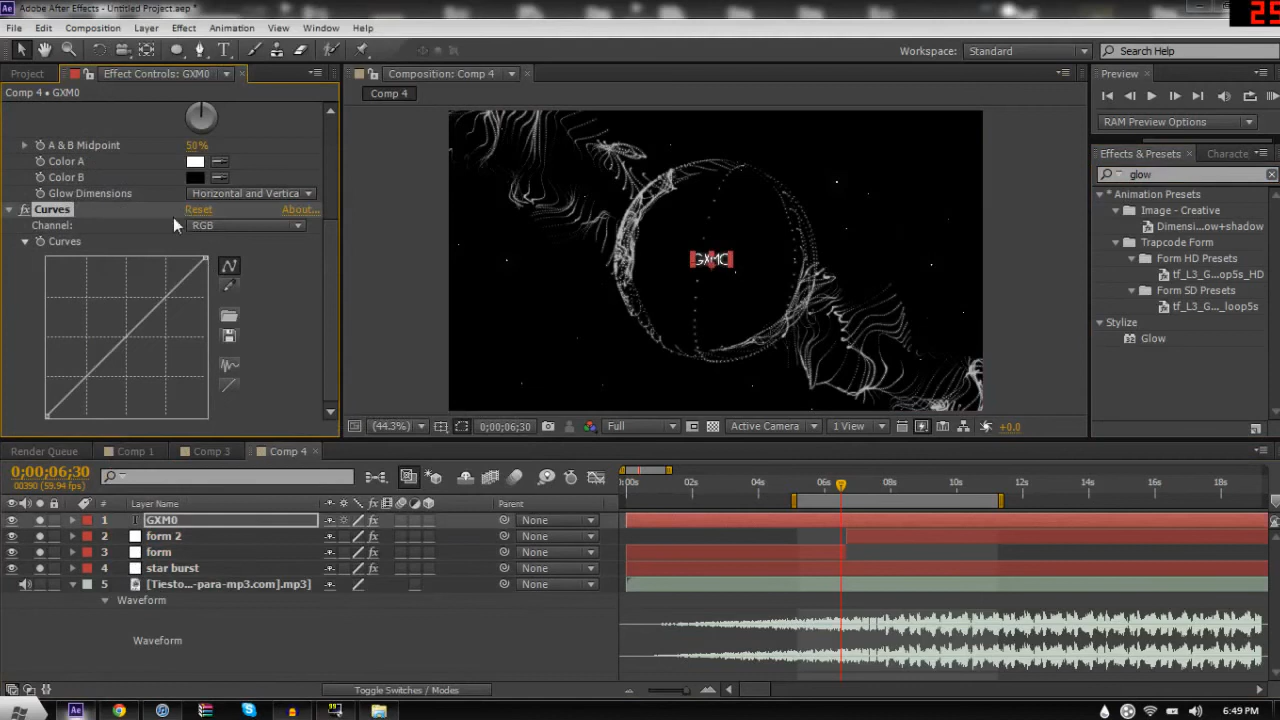 Adobe After Effects - Untitled Project.aep *
25
File Edit Composition Layer Effect Animation View Window Help
Workspace: Standard Search Help
Project Effect Controls: GXM0 Composition: Comp 4 Preview
Comp 4 • GXM0 Comp 4
RAM Preview Options
A & B Midpoint 50%
Effects & Presets Characte
Color A
glow
Color B
Glow Dimensions Horizontal and Vertica
* Animation Presets
Curves Reset About...
Image - Creative
Channel: RGB
Dimensi...ow+shadow
Curves
Trapcode Form
GXM0
Form HD Presets
tf_L3_G...op5s_HD
Form SD Presets
tf_L3_G..._loop5s
Stylize
Glow
(44.3%) 0;00;06;30 Full Active Camera 1 View +0.0
Render Queue Comp 1 Comp 3 Comp 4
0;00;06;30
00390 (59.94 fps)
:00s 02s 04s 06s 08s 10s 12s 14s 16s 18s
# Layer Name Parent
1 T GXM0 None
2 form 2 None
3 form None
4 star burst None
5 [Tiesto...-para-mp3.com].mp3] None
Waveform
Waveform
Toggle Switches / Modes
6:49 PM